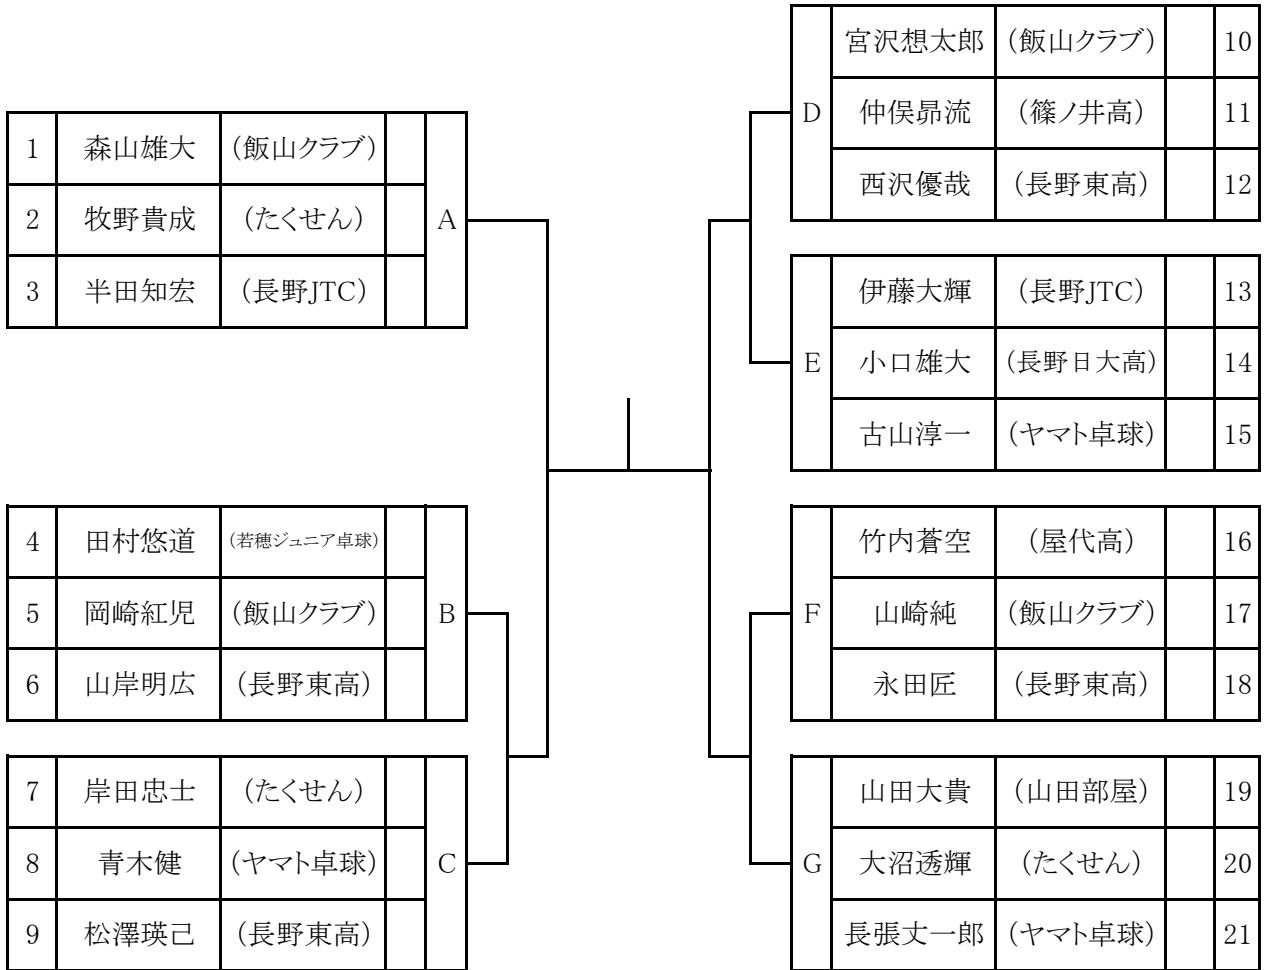 1 森山雄大 (飯山クラブ)
2 牧野貴成 (たくせん) A
3 半田知宏 (長野JTC)
4 田村悠道 (若穂ジュニア卓球)
5 岡崎紅児 (飯山クラブ) B
6 山岸明広 (長野東高)
7 岸田忠士 (たくせん)
8 青木健 (ヤマト卓球) C
9 松澤瑛己 (長野東高)
宮沢想太郎 (飯山クラブ) 10
D 仲俣昴流 (篠ノ井高) 11
西沢優哉 (長野東高) 12
伊藤大輝 (長野JTC) 13
E 小口雄大 (長野日大高) 14
古山淳一 (ヤマト卓球) 15
竹内蒼空 (屋代高) 16
F 山崎純 (飯山クラブ) 17
永田匠 (長野東高) 18
山田大貴 (山田部屋) 19
G 大沼透輝 (たくせん) 20
長張丈一郎 (ヤマト卓球) 21